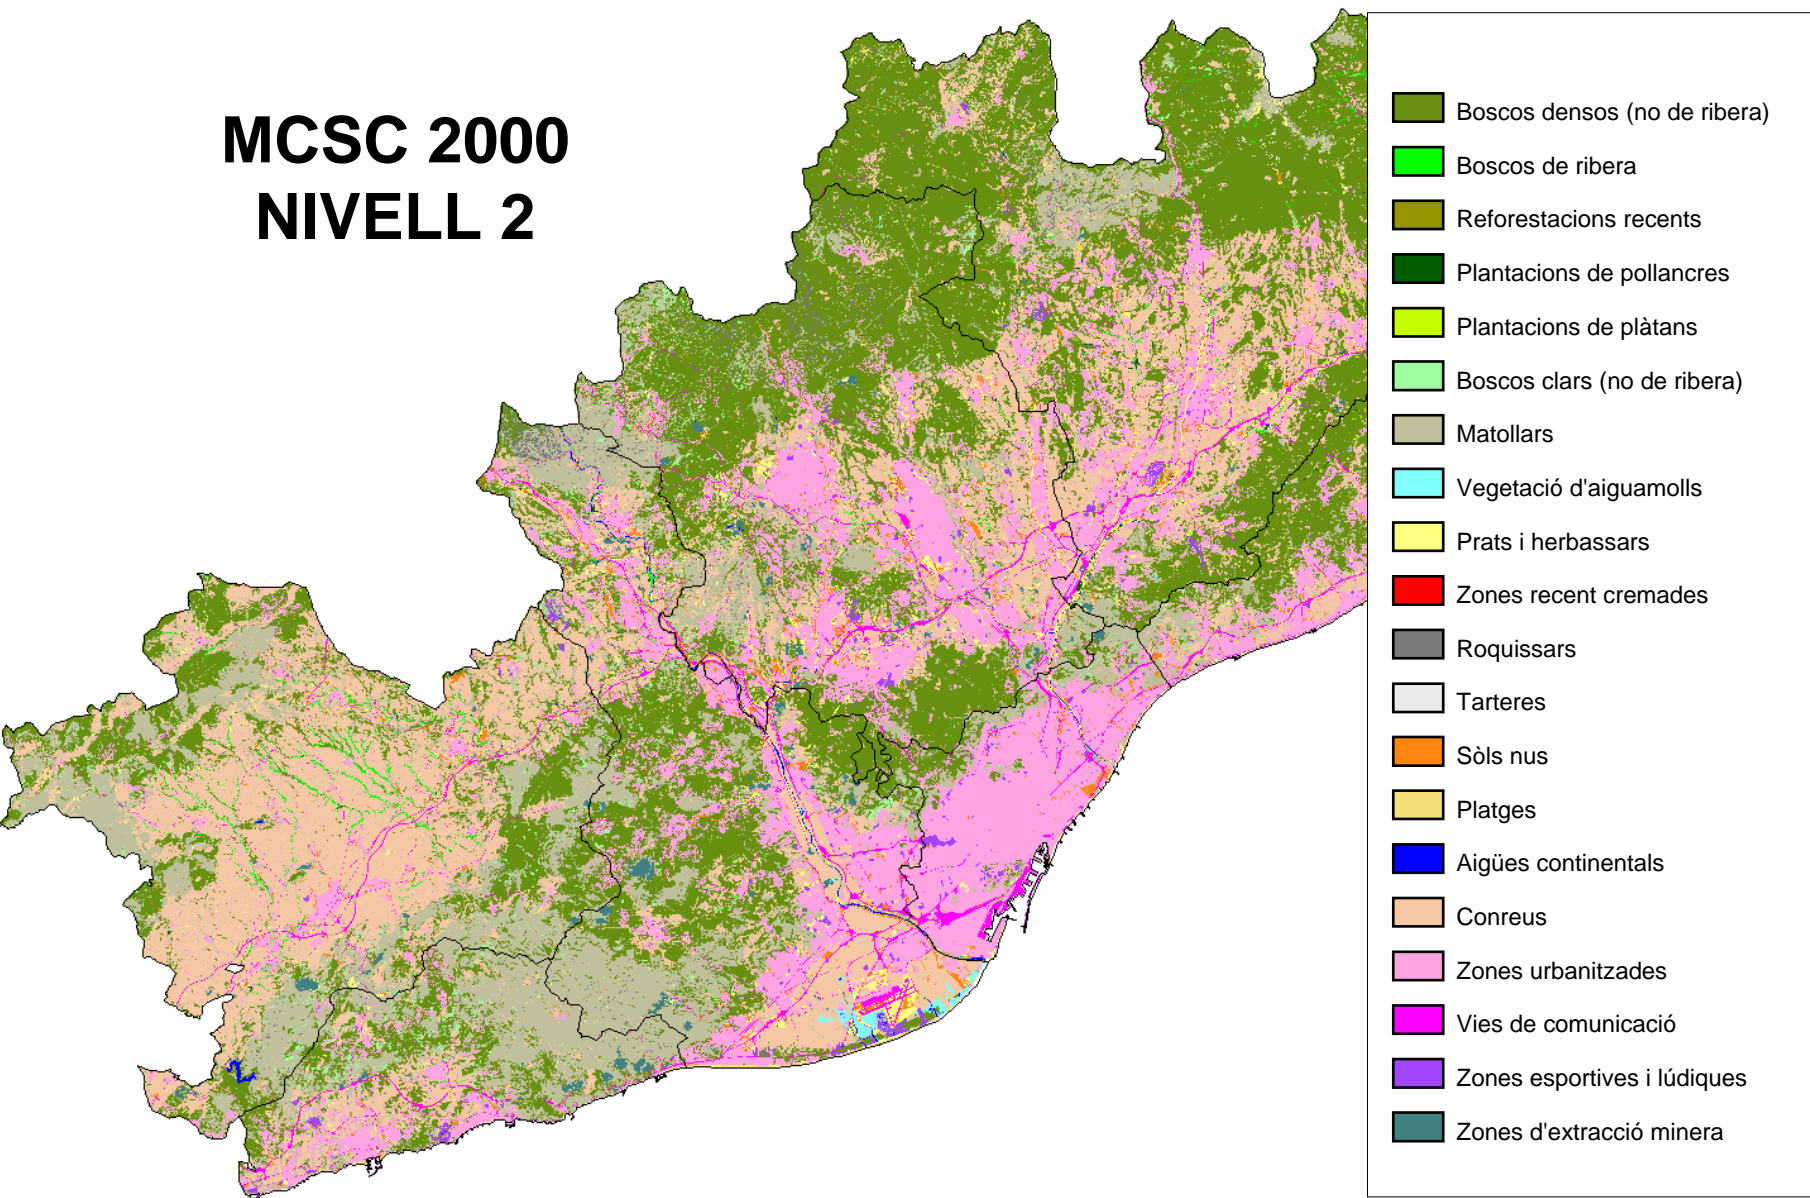 MCSC 2000
NIVELL 2
Boscos densos (no de ribera)
Boscos de ribera
Reforestacions recents
Plantacions de pollancres
Plantacions de plàtans
Boscos clars (no de ribera)
Matollars
Vegetació d'aiguamolls
Prats i herbassars
Zones recent cremades
Roquissars
Tarteres
Sòls nus
Platges
Aigües continentals
Conreus
Zones urbanitzades
Vies de comunicació
Zones esportives i lúdiques
Zones d'extracció minera